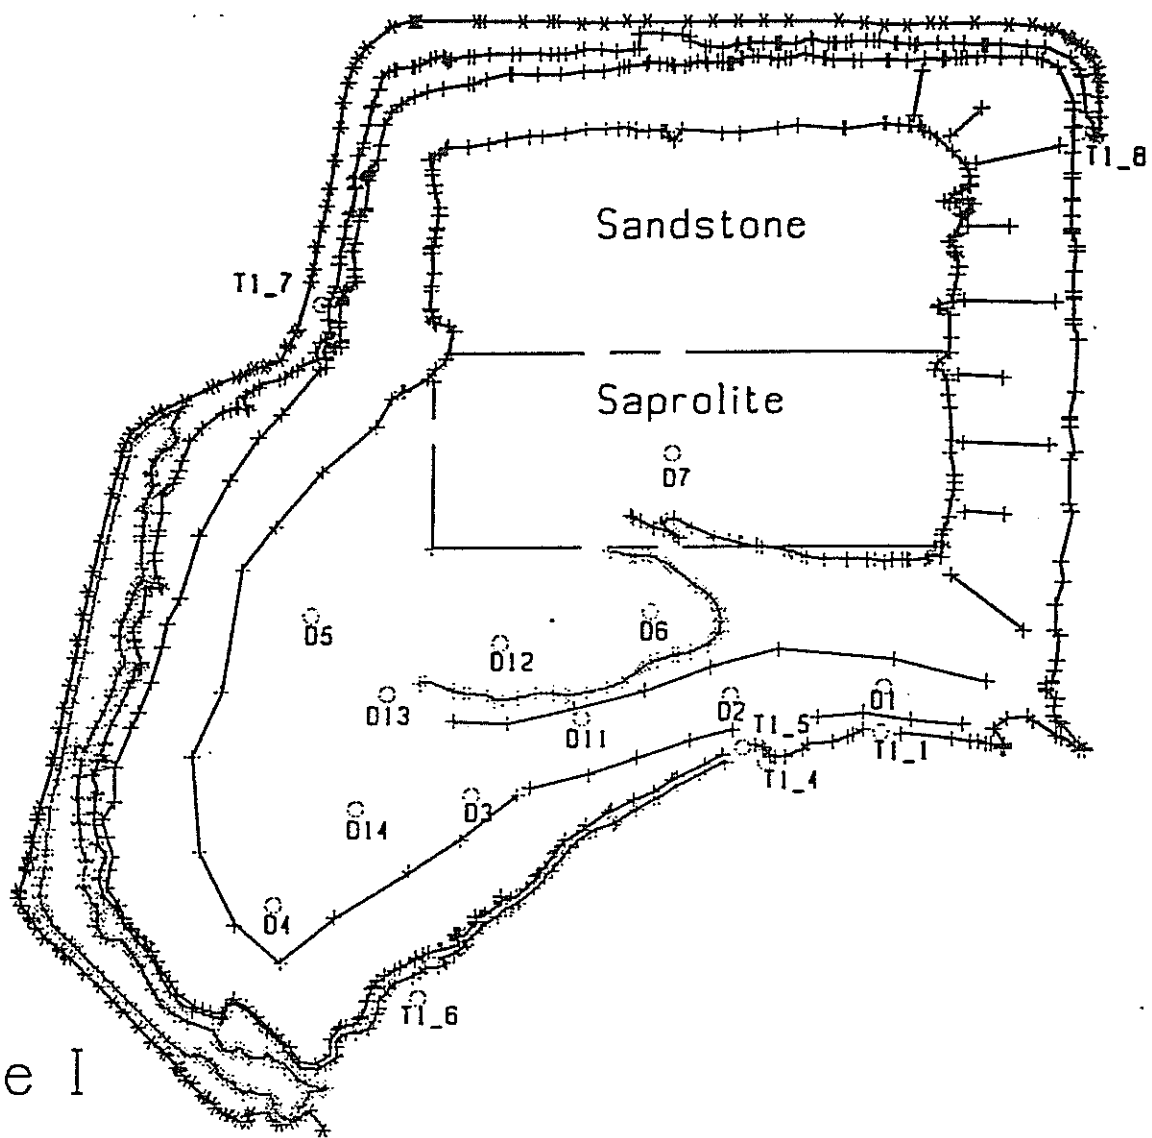 T1_8
Sandstone
T1_7
Saprolite
D7
D5
D6
D12
D1
D13
D2
D11
T1_5
T1_1
T1_4
D3
D14
D4
T1_6
e I